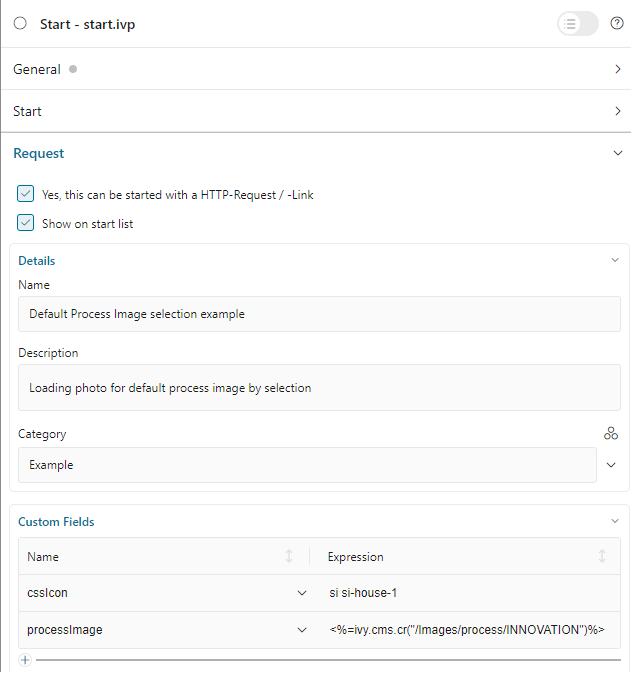 Start - start.ivp
General
Start
Request
Yes, this can be started with a HTTP-Request / -Link
Show on start list
Details
Name
Default Process Image selection example
Description
Loading photo for default process image by selection
Category
Example
Custom Fields
Name Expression
cssIcon si si-house-1
processImage <%=ivy.cms.cr("/Images/process/INNOVATION")%>